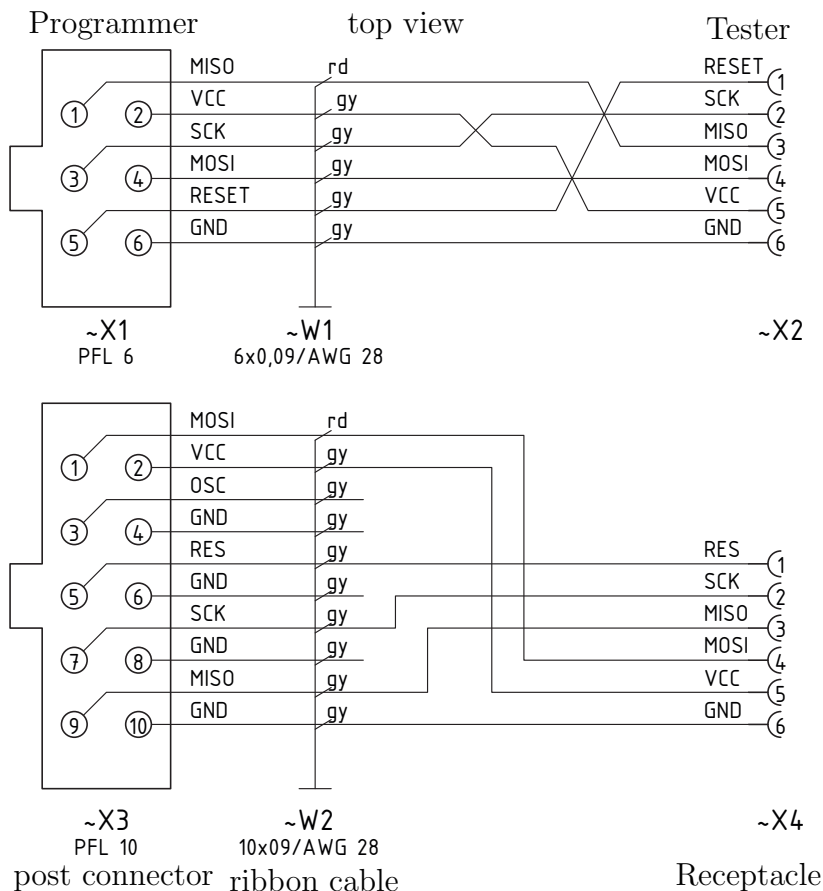 Programmer top view Tester
MISO rd RESET 1
1 VCC gy SCK 2
2 SCK gy MISO 3
3 MOSI gy MOSI 4
4 RESET gy VCC 5
5 GND gy GND 6
6
~X1 ~W1 ~X2
PFL 6 6x0,09/AWG 28
MOSI rd
1 VCC gy
2 OSC gy
3 GND gy
4 RES gy RES 1
5 GND gy SCK 2
6 SCK gy MISO 3
7 GND gy MOSI 4
8 MISO gy VCC 5
9 GND gy GND 6
10
~X3 ~W2 ~X4
PFL 10 10x09/AWG 28
post connector ribbon cable Receptacle